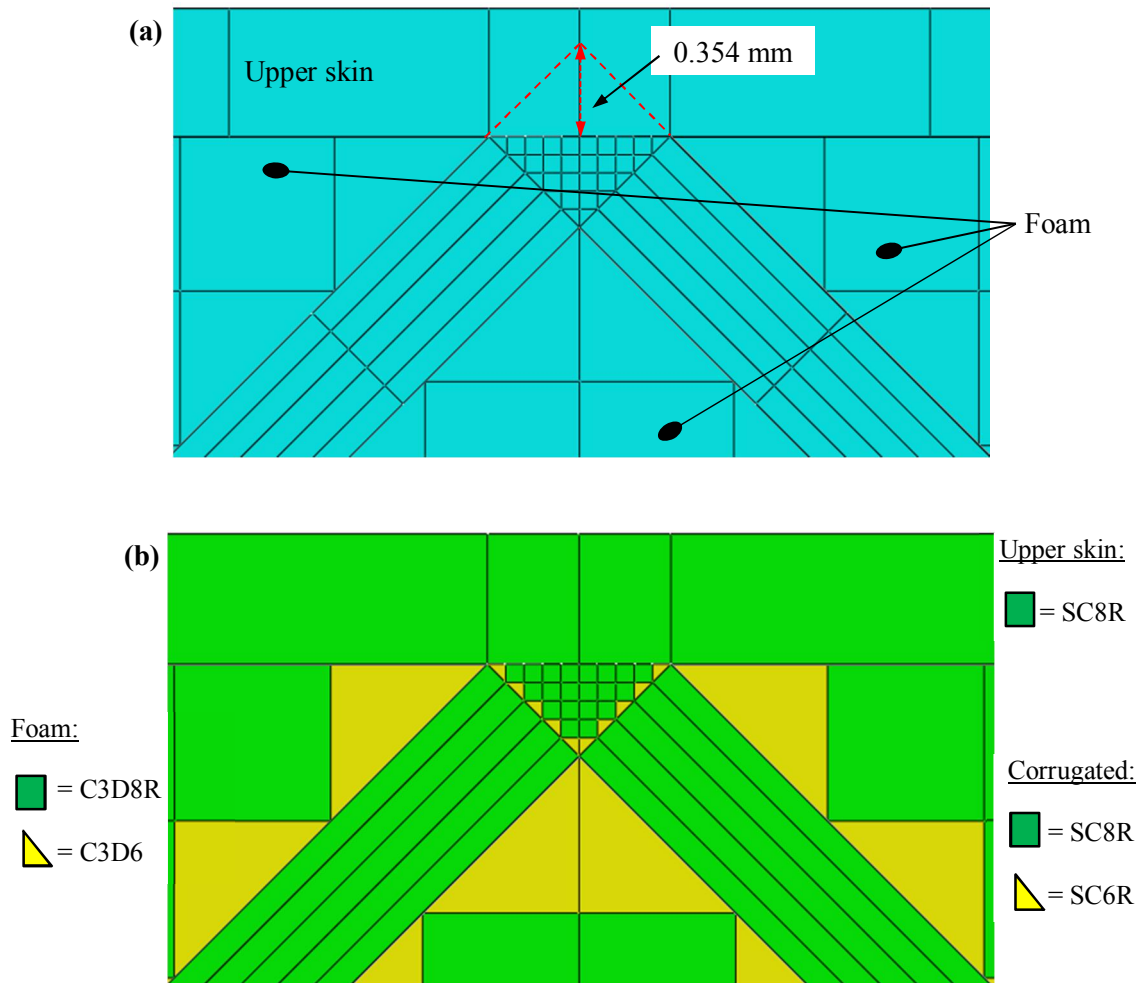 (a)
Upper skin
0.354 mm
Foam
(b)
Upper skin:
= SC8R
Foam:
= C3D8R
= C3D6
Corrugated:
= SC8R
= SC6R